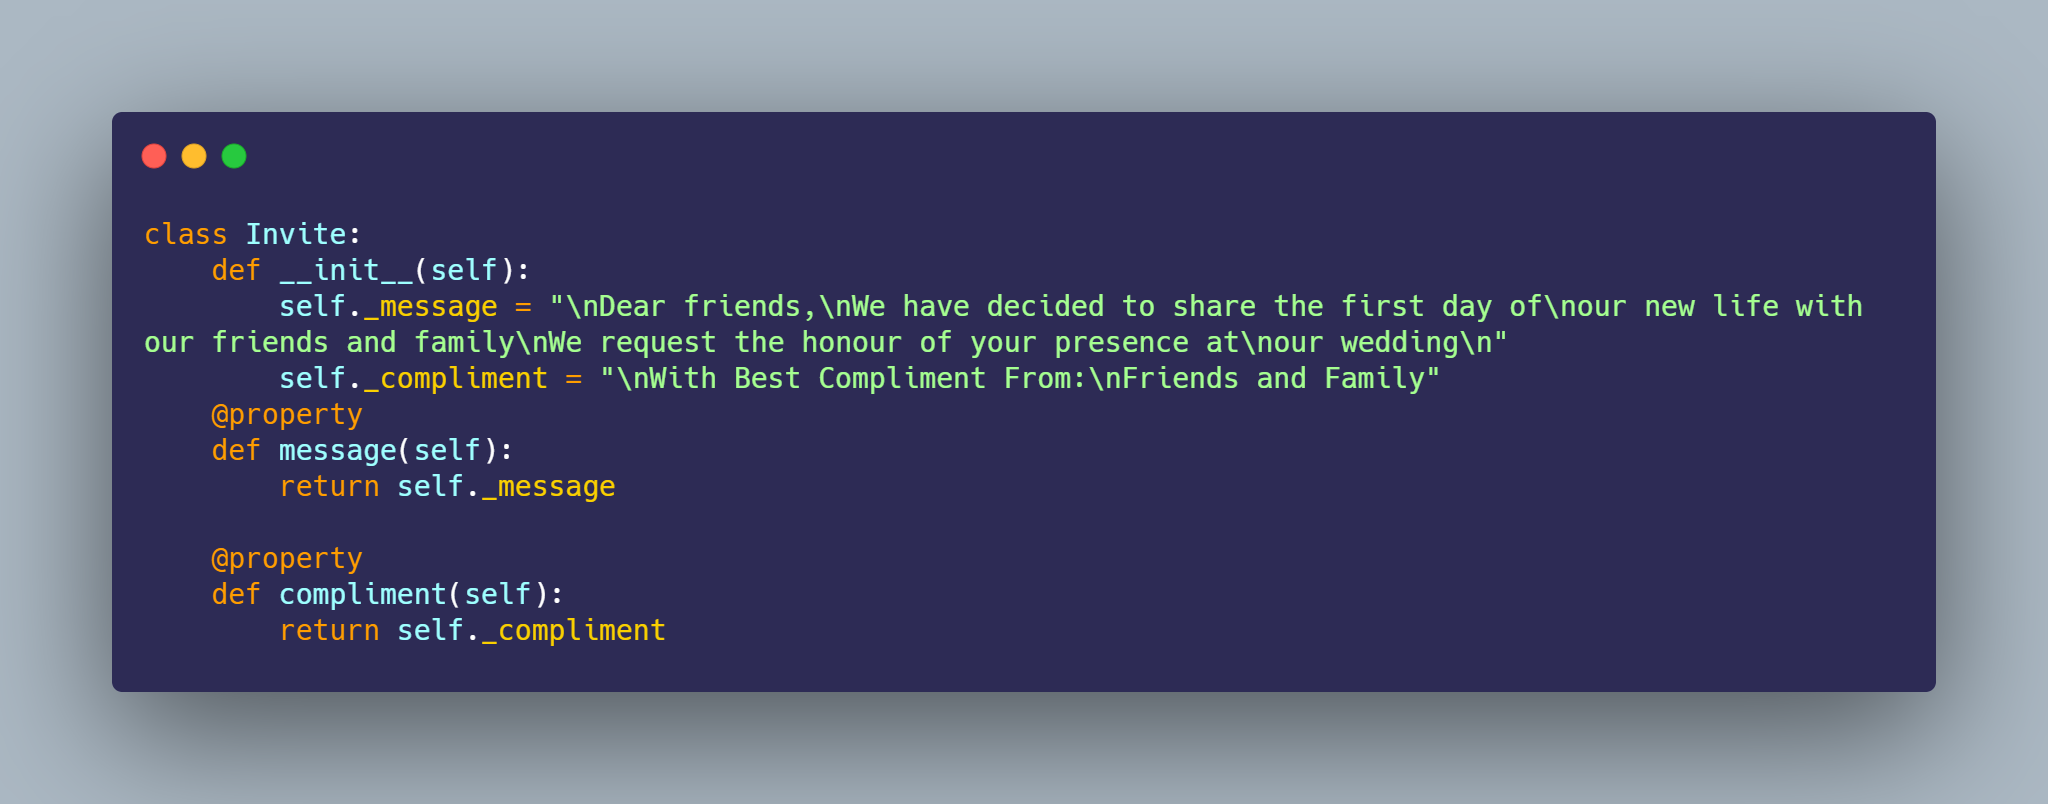 class Invite:
    def __init__(self):
        self._message = "\nDear friends,\nWe have decided to share the first day of\nour new life with
our friends and family\nWe request the honour of your presence at\nour wedding\n"
        self._compliment = "\nWith Best Compliment From:\nFriends and Family"
    @property
    def message(self):
        return self._message

    @property
    def compliment(self):
        return self._compliment